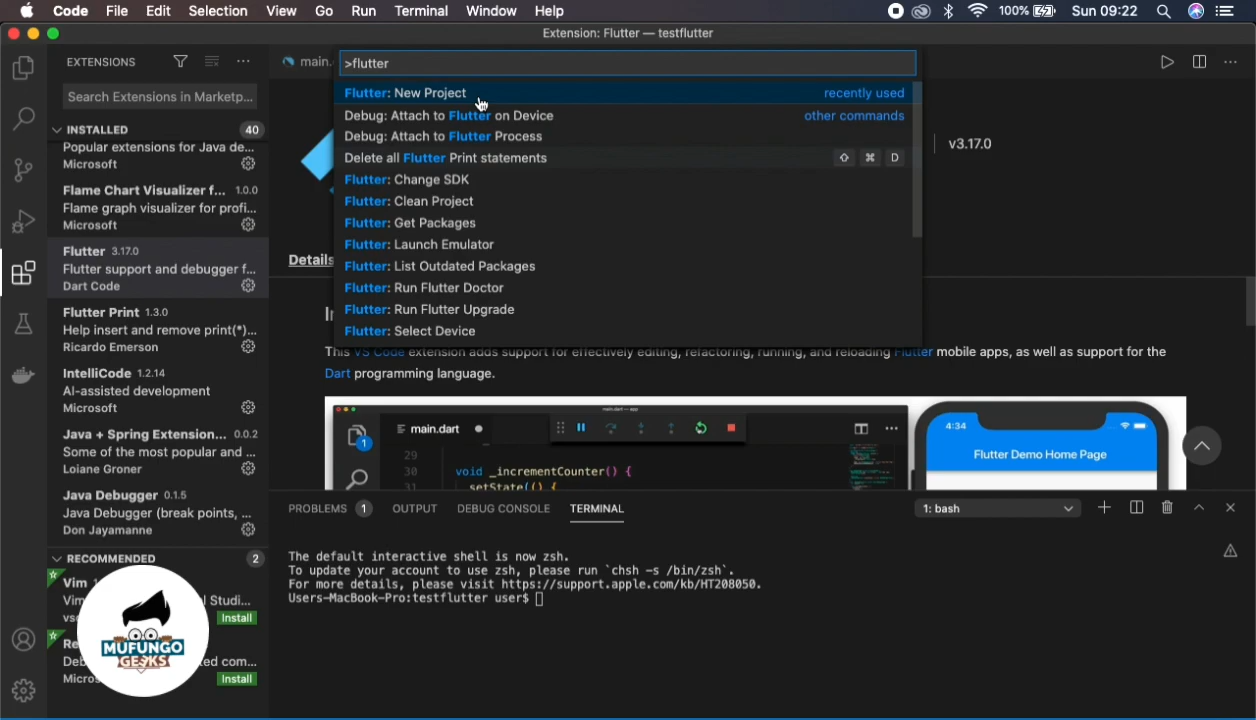 Code File Edit Selection View Go Run Terminal Window Help
100% Sun 09:22
Extension: Flutter — testflutter
EXTENSIONS
Search Extensions in Marketp...
INSTALLED 40
Popular extensions for Java de...
Microsoft
Flame Chart Visualizer f... 1.0.0
Flame graph visualizer for profi...
Microsoft
Flutter 3.17.0
Flutter support and debugger f...
Dart Code
Flutter Print 1.3.0
Help insert and remove print(*)...
Ricardo Emerson
IntelliCode 1.2.14
AI-assisted development
Microsoft
Java + Spring Extension... 0.0.2
Some of the most popular and ...
Loiane Groner
Java Debugger 0.1.5
Java Debugger (break points, ...
Don Jayamanne
RECOMMENDED 2
Vim
Studi...
Install
ted com...
Install
MUFUNGO
GEEKS
main.
>flutter
Flutter: New Project recently used
Debug: Attach to Flutter on Device other commands
Debug: Attach to Flutter Process
Delete all Flutter Print statements ⇧ ⌘ D
Flutter: Change SDK
Flutter: Clean Project
Flutter: Get Packages
Flutter: Launch Emulator
Flutter: List Outdated Packages
Flutter: Run Flutter Doctor
Flutter: Run Flutter Upgrade
Flutter: Select Device
v3.17.0
Details
This VS Code extension adds support for effectively editing, refactoring, running, and reloading Flutter mobile apps, as well as support for the
Dart programming language.
main.dart — app
main.dart
1
29
30 void _incrementCounter() {
31 setState(() {
4:34
Flutter Demo Home Page
PROBLEMS 1 OUTPUT DEBUG CONSOLE TERMINAL
1: bash
The default interactive shell is now zsh.
To update your account to use zsh, please run `chsh -s /bin/zsh`.
For more details, please visit https://support.apple.com/kb/HT208050.
Users-MacBook-Pro:testflutter user$